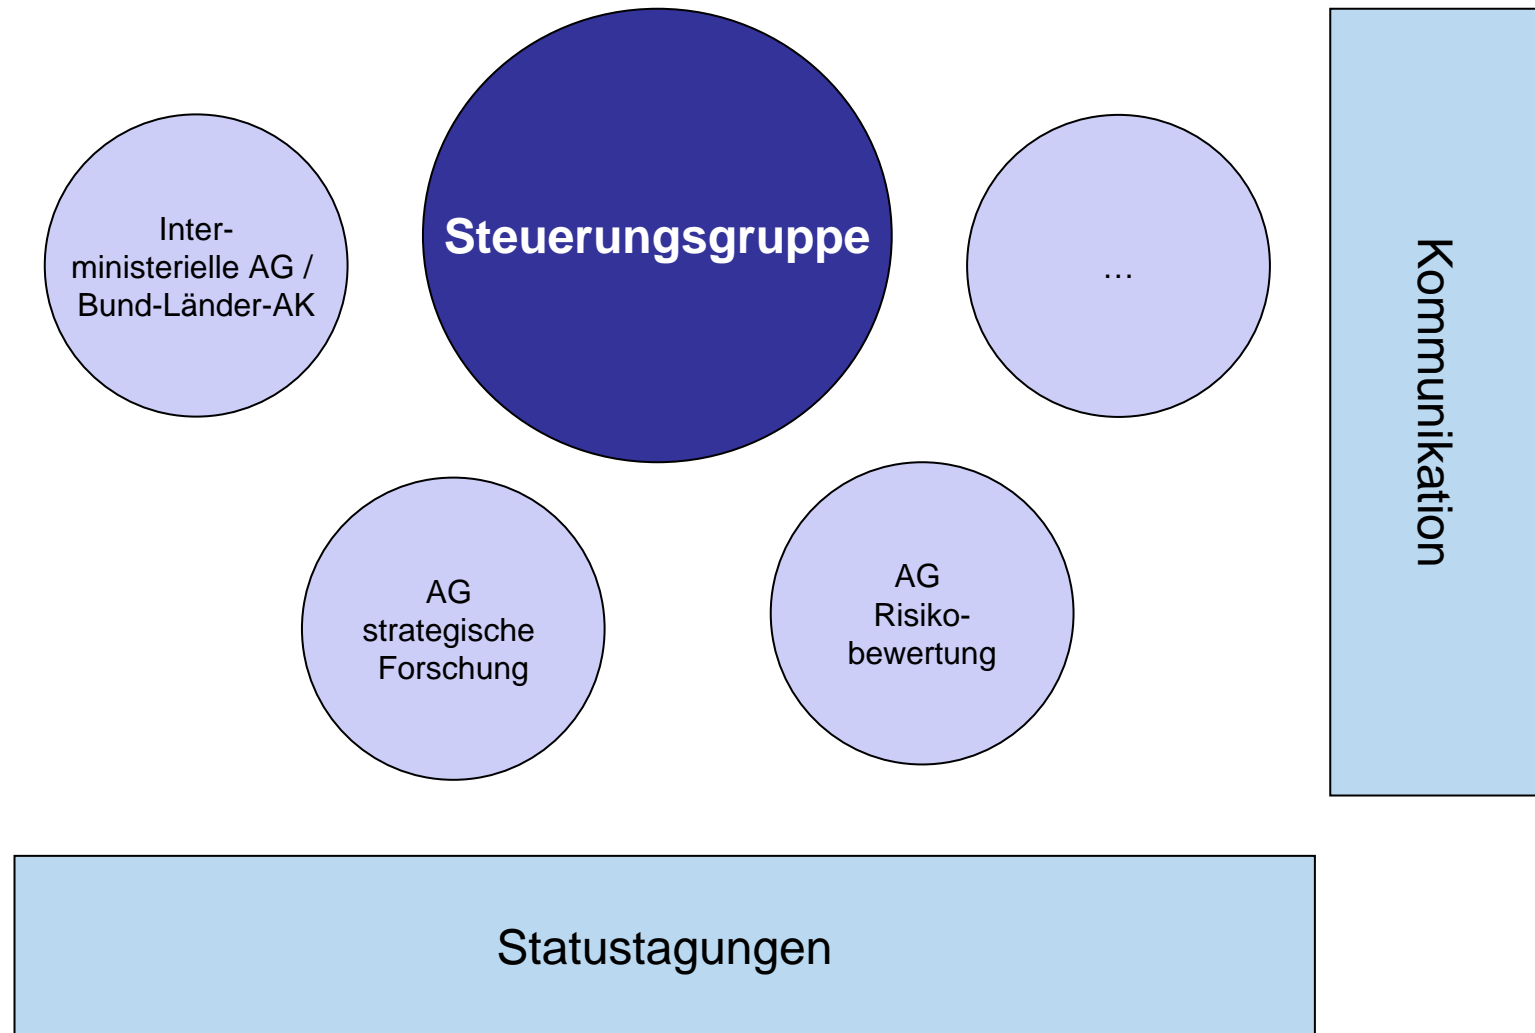 Inter-
ministerielle AG /
Bund-Länder-AK
Steuerungsgruppe
…
AG
strategische
Forschung
AG
Risiko-
bewertung
Kommunikation
Statustagungen